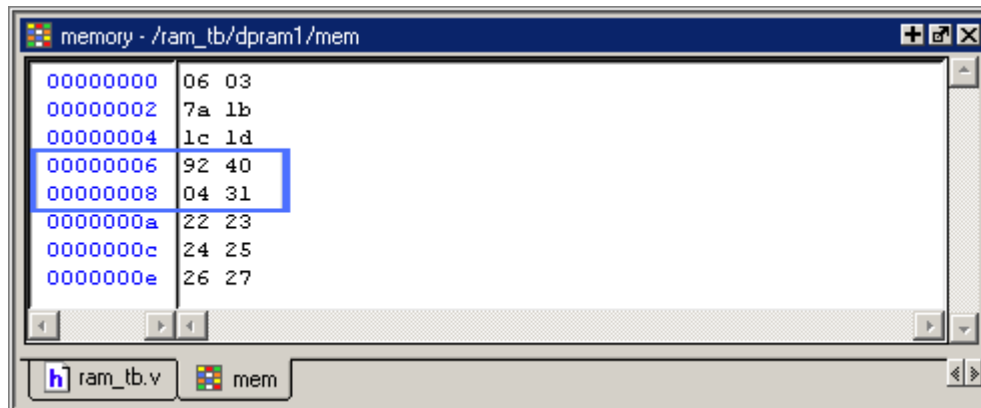 memory - /ram_tb/dpram1/mem
00000000 06 03
00000002 7a 1b
00000004 1c 1d
00000006 92 40
00000008 04 31
0000000a 22 23
0000000c 24 25
0000000e 26 27
h ram_tb.v mem